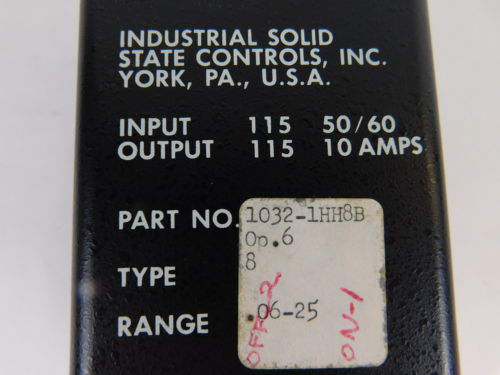 INDUSTRIAL SOLID
STATE CONTROLS, INC.
YORK, PA., U.S.A.
INPUT 115 50/60
OUTPUT 115 10 AMPS
PART NO. 1032-1HH8B
Op.6
TYPE 8
RANGE .06-25
OFF-2
ON-1